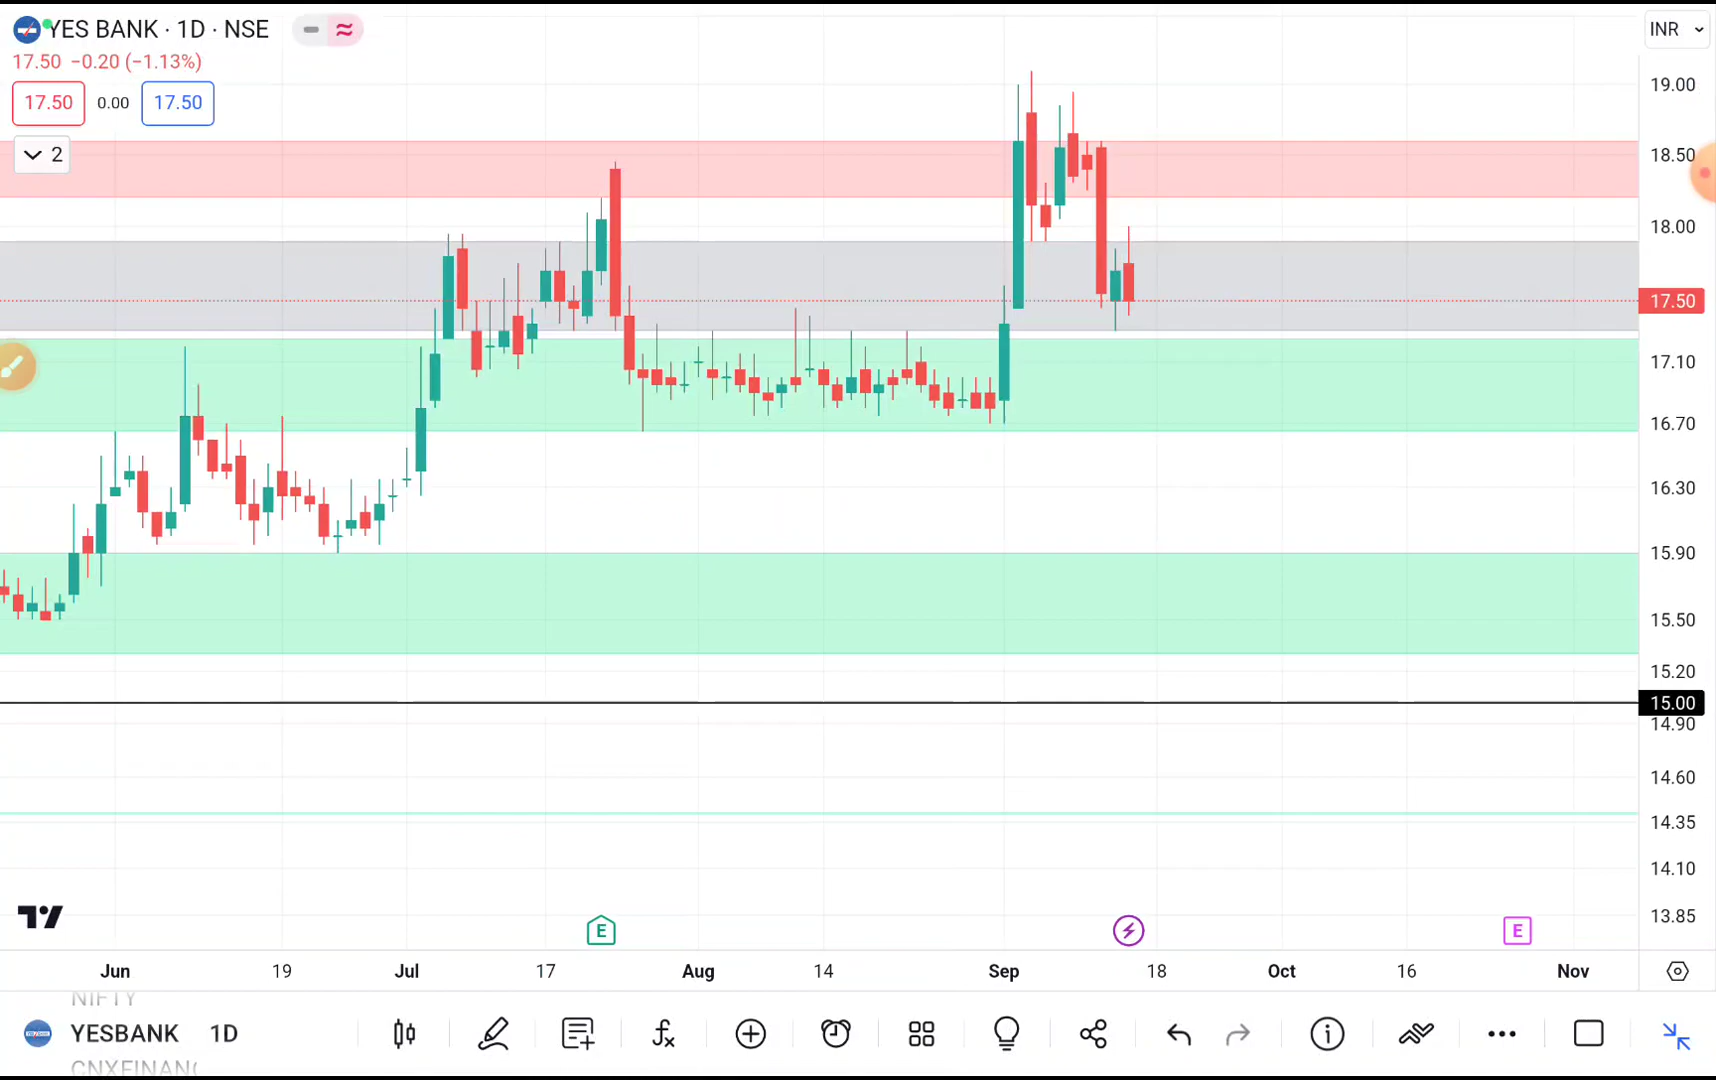 YES BANK · 1D · NSE
17.50 −0.20 (−1.13%)
17.50 0.00 17.50
2
INR
19.00
18.50
18.00
17.50
17.10
16.70
16.30
15.90
15.50
15.20
15.00
14.90
14.60
14.35
14.10
13.85
E
E
Jun 19 Jul 17 Aug 14 Sep 18 Oct 16 Nov
NIFTY
YESBANK 1D